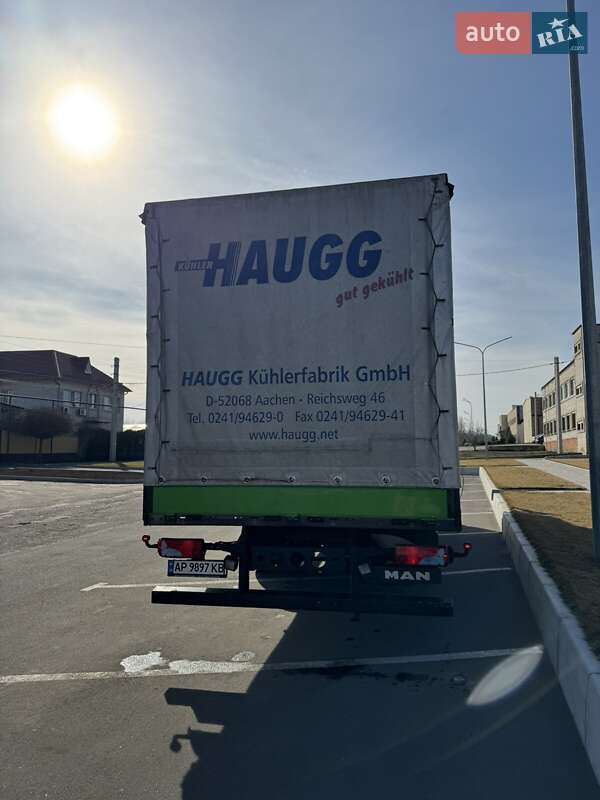 auto RIA .com
KÜHLER HAUGG
gut gekühlt
HAUGG Kühlerfabrik GmbH
D-52068 Aachen - Reichsweg 46
Tel. 0241/94629-0 Fax 0241/94629-41
www.haugg.net
AP 9897 KB
MAN